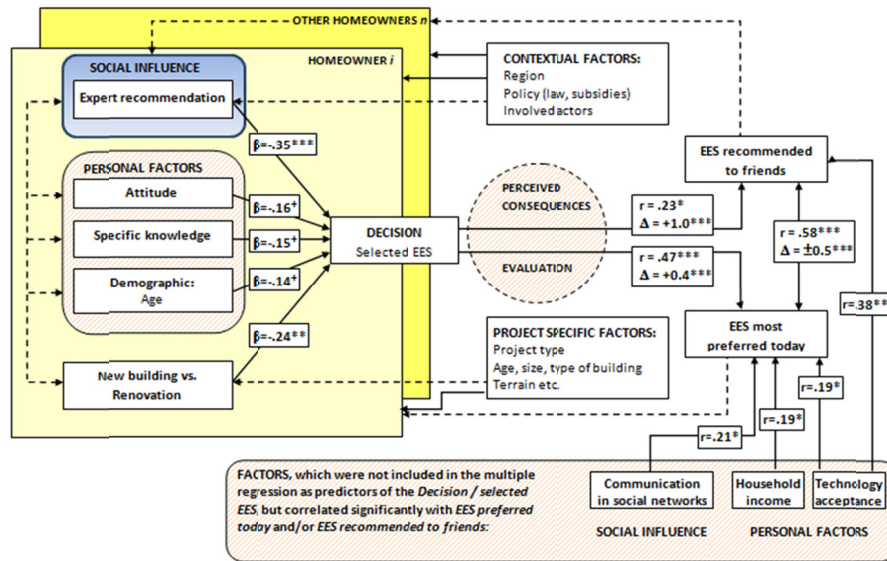 OTHER HOMEOWNERS n
HOMEOWNER i
SOCIAL INFLUENCE
Expert recommendation
β=-.35***
PERSONAL FACTORS
Attitude
β=-.16+
Specific knowledge
β=-.15+
Demographic:
Age
β=-.14+
β=-.24**
New building vs.
Renovation
DECISION
Selected EES
CONTEXTUAL FACTORS:
Region
Policy (law, subsidies)
Involved actors
PERCEIVED
CONSEQUENCES
EVALUATION
r = .23*
Δ = +1.0***
r = .47***
Δ = +0.4***
EES recommended
to friends
r = .58***
Δ = ±0.5***
r=.38**
EES most
preferred today
PROJECT SPECIFIC FACTORS:
Project type
Age, size, type of building
Terrain etc.
r=.21*
r=.19*
r=.19*
FACTORS, which were not included in the multiple
regression as predictors of the Decision / selected
EES, but correlated significantly with EES preferred
today and/or EES recommended to friends:
Communication
in social networks
Household
income
Technology
acceptance
SOCIAL INFLUENCE
PERSONAL FACTORS